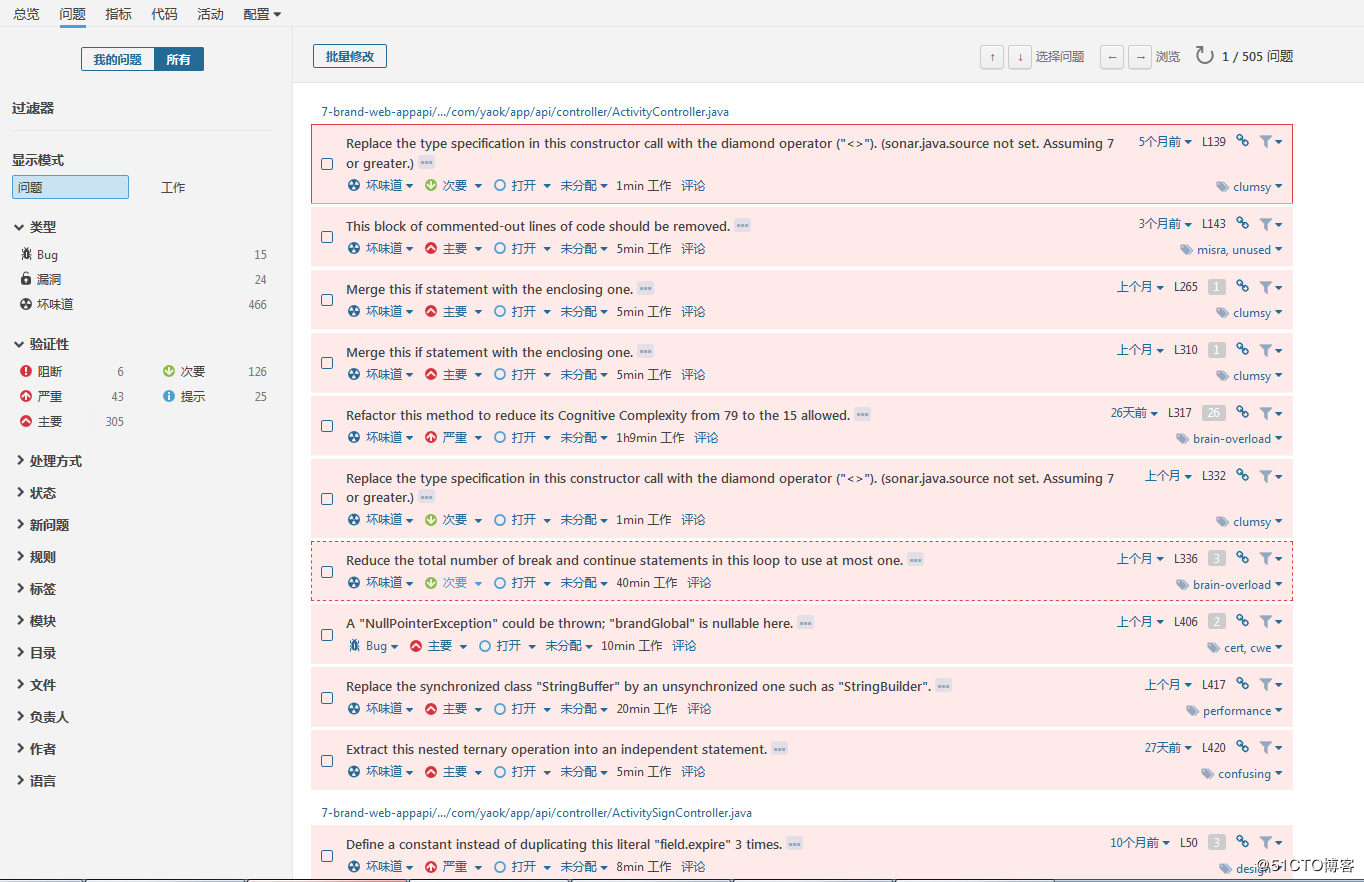 总览 问题 指标 代码 活动 配置
我的问题 所有
批量修改 ↑ ↓ 选择问题 ← → 浏览 1 / 505 问题
过滤器
显示模式
问题 工作
类型
Bug 15
漏洞 24
坏味道 466
验证性
阻断 6 次要 126
严重 43 提示 25
主要 305
处理方式
状态
新问题
规则
标签
模块
目录
文件
负责人
作者
语言
7-brand-web-appapi/.../com/yaok/app/api/controller/ActivityController.java
Replace the type specification in this constructor call with the diamond operator ("<>"). (sonar.java.source not set. Assuming 7 5个月前 L139
or greater.)
坏味道 次要 打开 未分配 1min 工作 评论 clumsy
This block of commented-out lines of code should be removed. 3个月前 L143
坏味道 主要 打开 未分配 5min 工作 评论 misra, unused
Merge this if statement with the enclosing one. 上个月 L265 1
坏味道 主要 打开 未分配 5min 工作 评论 clumsy
Merge this if statement with the enclosing one. 上个月 L310 1
坏味道 主要 打开 未分配 5min 工作 评论 clumsy
Refactor this method to reduce its Cognitive Complexity from 79 to the 15 allowed. 26天前 L317 26
坏味道 严重 打开 未分配 1h9min 工作 评论 brain-overload
Replace the type specification in this constructor call with the diamond operator ("<>"). (sonar.java.source not set. Assuming 7 上个月 L332
or greater.)
坏味道 次要 打开 未分配 1min 工作 评论 clumsy
Reduce the total number of break and continue statements in this loop to use at most one. 上个月 L336 3
坏味道 次要 打开 未分配 40min 工作 评论 brain-overload
A "NullPointerException" could be thrown; "brandGlobal" is nullable here. 上个月 L406 2
Bug 主要 打开 未分配 10min 工作 评论 cert, cwe
Replace the synchronized class "StringBuffer" by an unsynchronized one such as "StringBuilder". 上个月 L417
坏味道 主要 打开 未分配 20min 工作 评论 performance
Extract this nested ternary operation into an independent statement. 27天前 L420
坏味道 主要 打开 未分配 5min 工作 评论 confusing
7-brand-web-appapi/.../com/yaok/app/api/controller/ActivitySignController.java
Define a constant instead of duplicating this literal "field.expire" 3 times. 10个月前 L50 3
坏味道 严重 打开 未分配 8min 工作 评论 design
@51CTO博客